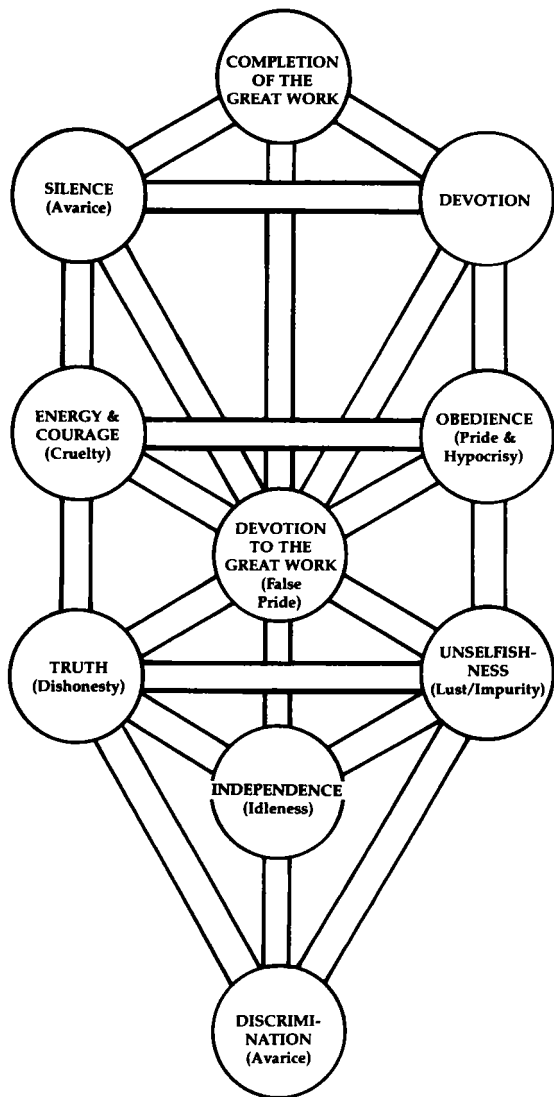 COMPLETION
OF THE
GREAT WORK
SILENCE
(Avarice)
DEVOTION
ENERGY &
COURAGE
(Cruelty)
OBEDIENCE
(Pride &
Hypocrisy)
DEVOTION
TO THE
GREAT WORK
(False
Pride)
TRUTH
(Dishonesty)
UNSELFISH-
NESS
(Lust/Impurity)
INDEPENDENCE
(Idleness)
DISCRIMI-
NATION
(Avarice)